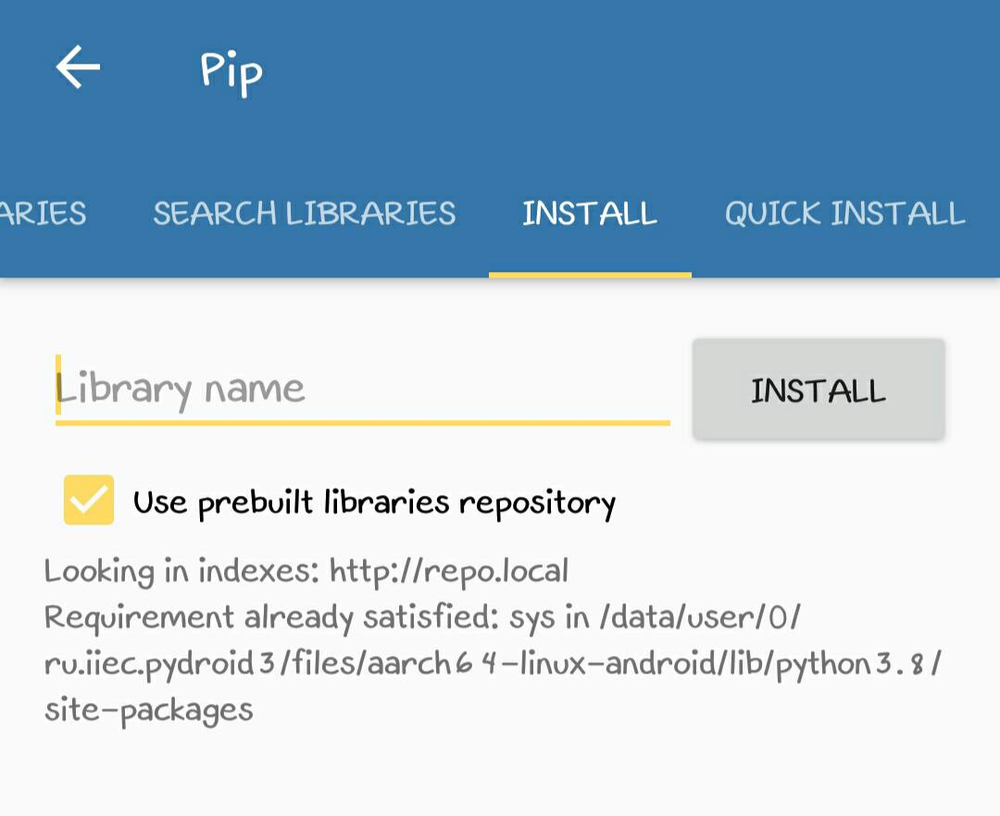 Pip
ARIES SEARCH LIBRARIES INSTALL QUICK INSTALL
Library name INSTALL
Use prebuilt libraries repository
Looking in indexes: http://repo.local
Requirement already satisfied: sys in /data/user/0/
ru.iiec.pydroid3/files/aarch64-linux-android/lib/python3.8/
site-packages